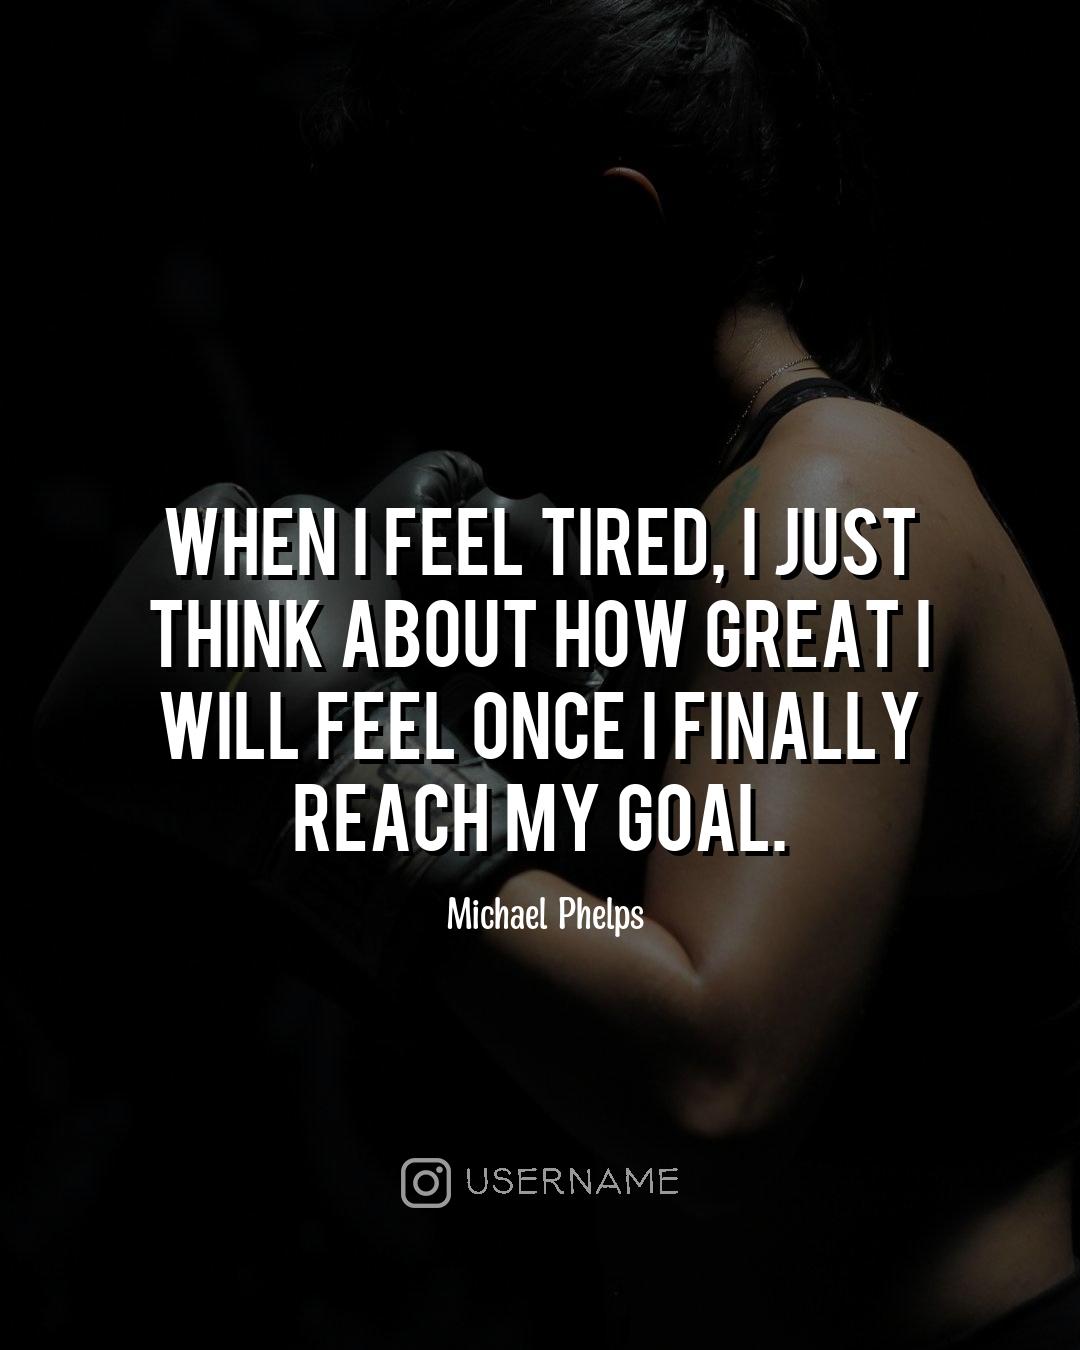 WHEN I FEEL TIRED, I JUST
THINK ABOUT HOW GREAT I
WILL FEEL ONCE I FINALLY
REACH MY GOAL.
Michael Phelps
USERNAME